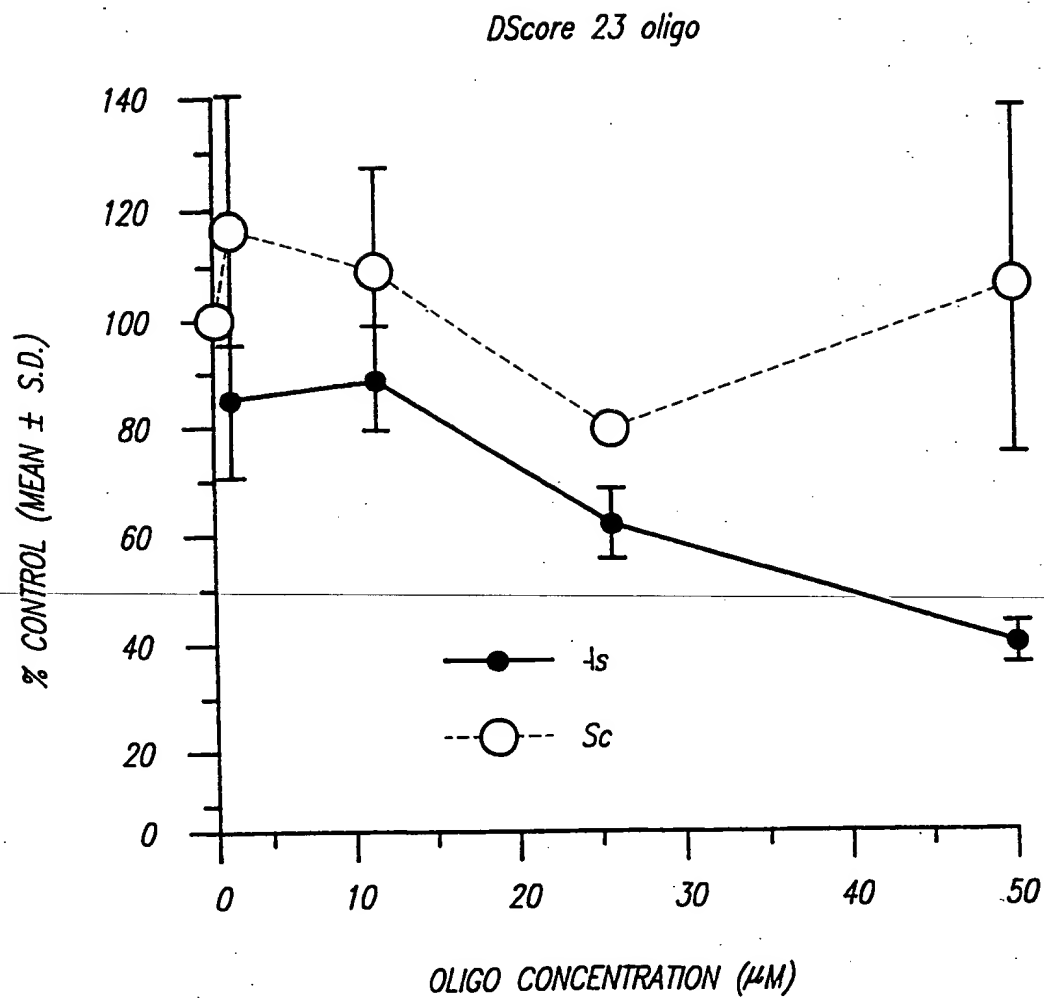 DScore 23 oligo
140
120
100
80
60
40
20
0
% CONTROL (MEAN ± S.D.)
As
Sc
0 10 20 30 40 50
OLIGO CONCENTRATION (μM)